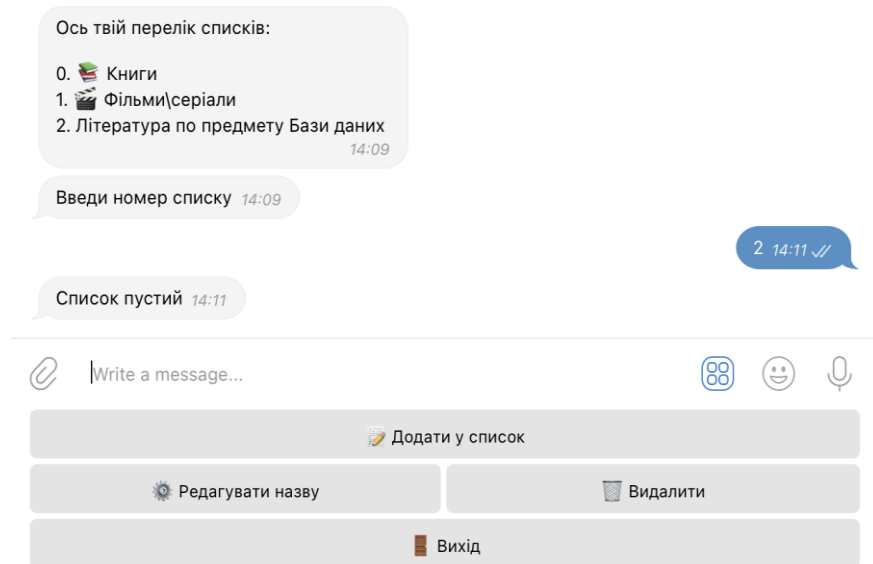 Ось твій перелік списків:
0. 📚 Книги
1. 🎬 Фільми\серіали
2. Література по предмету Бази даних
14:09
Введи номер списку 14:09
2 14:11
Список пустий 14:11
Write a message...
📝 Додати у список
⚙️ Редагувати назву
🗑️ Видалити
🚪 Вихід